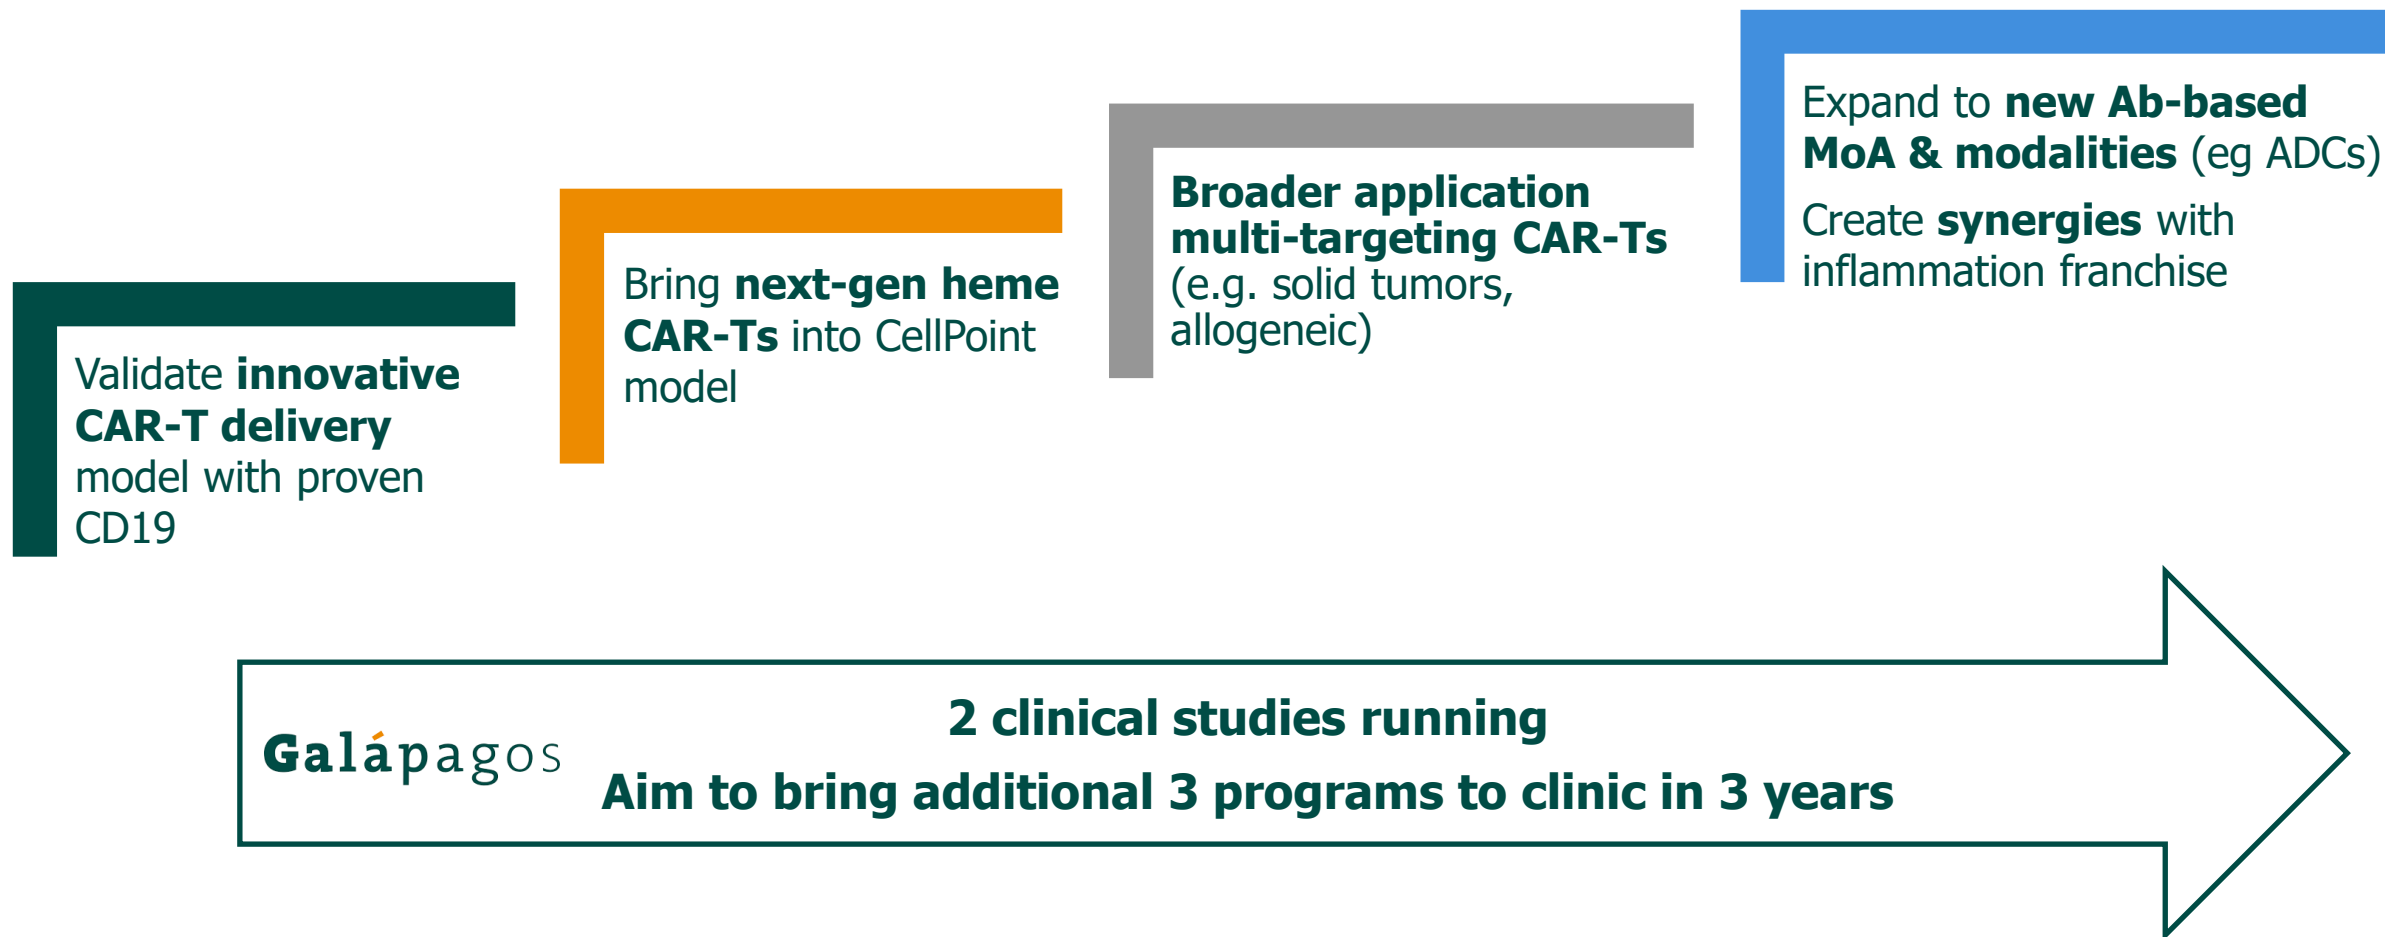 Validate innovative
CAR-T delivery
model with proven
CD19
Bring next-gen heme
CAR-Ts into CellPoint
model
Broader application
multi-targeting CAR-Ts
(e.g. solid tumors,
allogeneic)
Expand to new Ab-based
MoA & modalities (eg ADCs)
Create synergies with
inflammation franchise
Galápagos
2 clinical studies running
Aim to bring additional 3 programs to clinic in 3 years